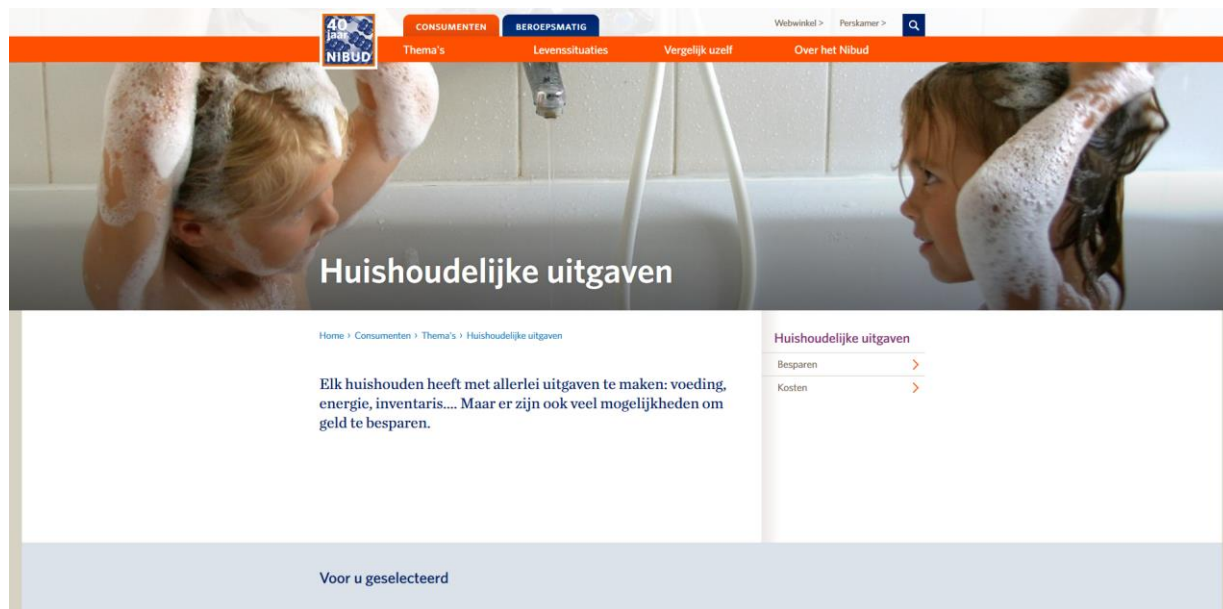 40
jaar
NIBUD
CONSUMENTEN
BEROEPSMATIG
Webwinkel >
Perskamer >
Thema's
Levenssituaties
Vergelijk uzelf
Over het Nibud
Huishoudelijke uitgaven
Home › Consumenten › Thema's › Huishoudelijke uitgaven
Elk huishouden heeft met allerlei uitgaven te maken: voeding,
energie, inventaris.... Maar er zijn ook veel mogelijkheden om
geld te besparen.
Huishoudelijke uitgaven
Besparen
Kosten
Voor u geselecteerd